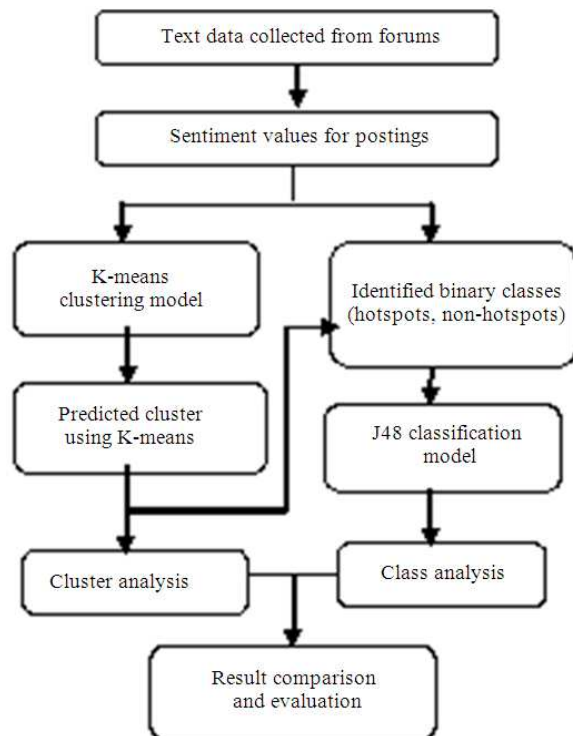 Text data collected from forums
Sentiment values for postings
K-means
clustering model
Identified binary classes
(hotspots, non-hotspots)
Predicted cluster
using K-means
J48 classification
model
Cluster analysis
Class analysis
Result comparison
and evaluation